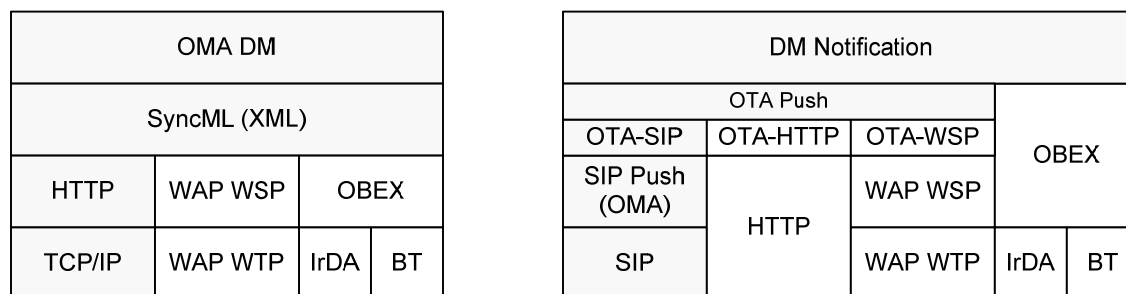 OMA DM
SyncML (XML)
HTTP WAP WSP OBEX
TCP/IP WAP WTP IrDA BT
DM Notification
OTA Push
OTA-SIP OTA-HTTP OTA-WSP
OBEX
SIP Push
(OMA)
WAP WSP
HTTP
SIP WAP WTP IrDA BT